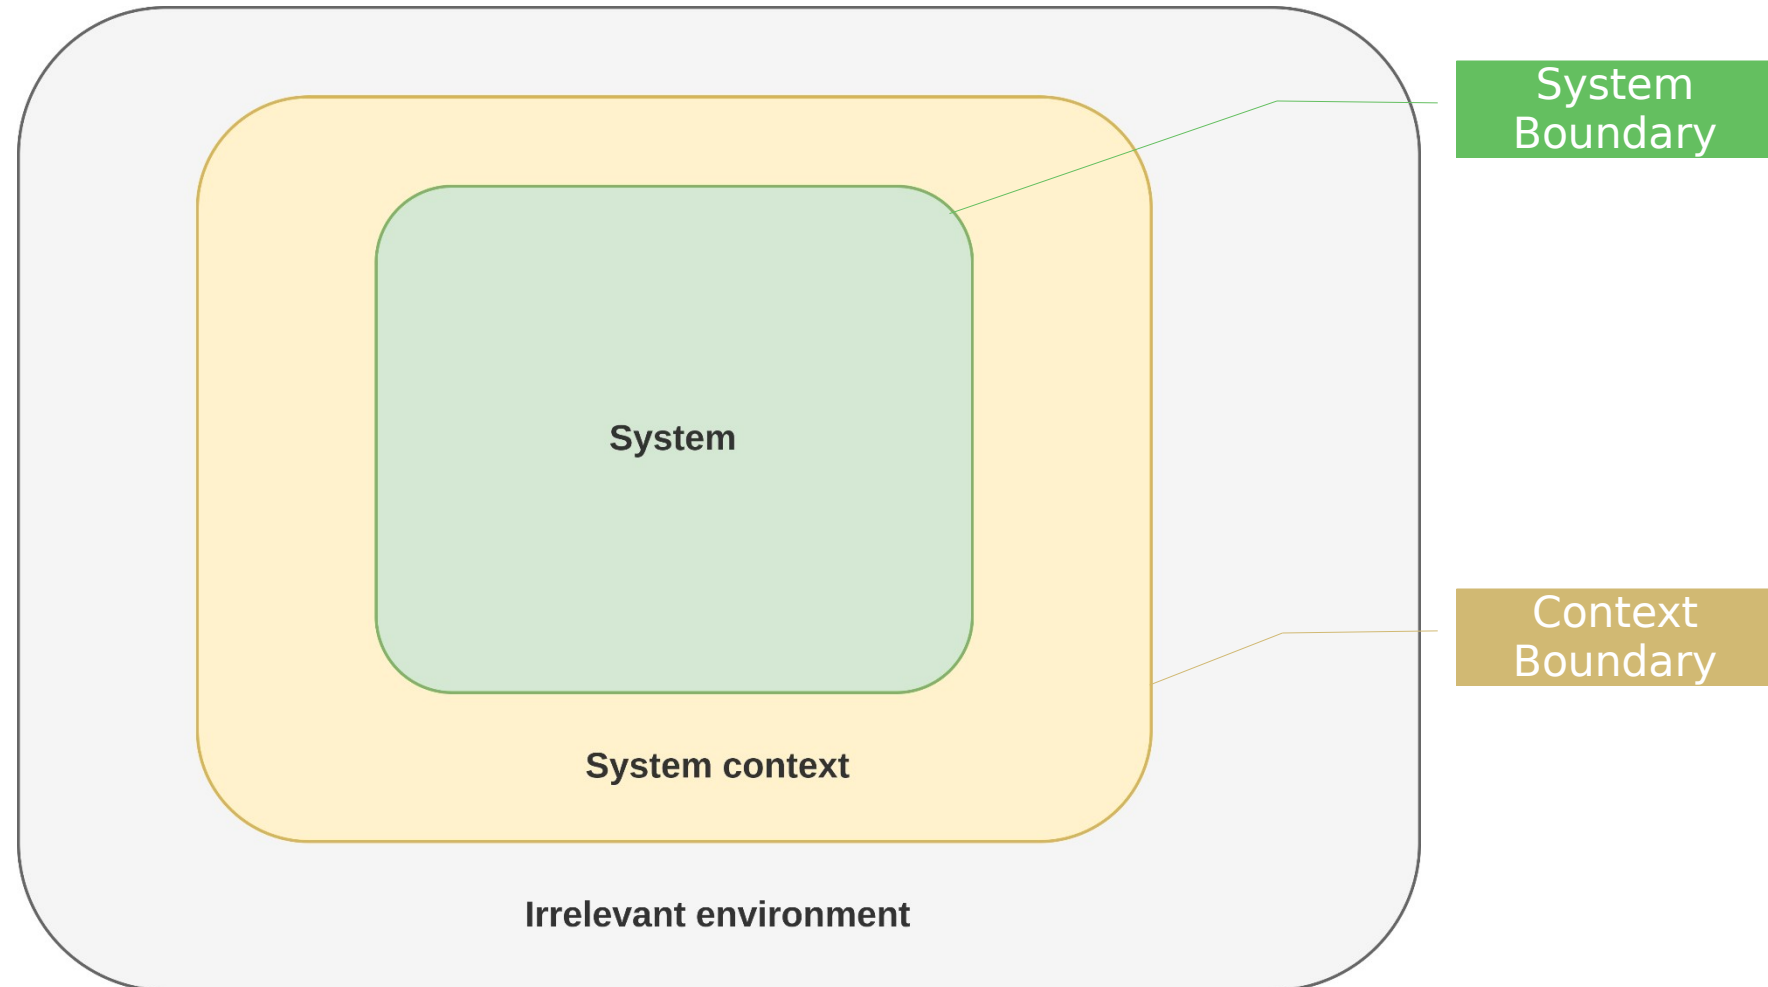 System
Boundary
System
Context
Boundary
System context
Irrelevant environment